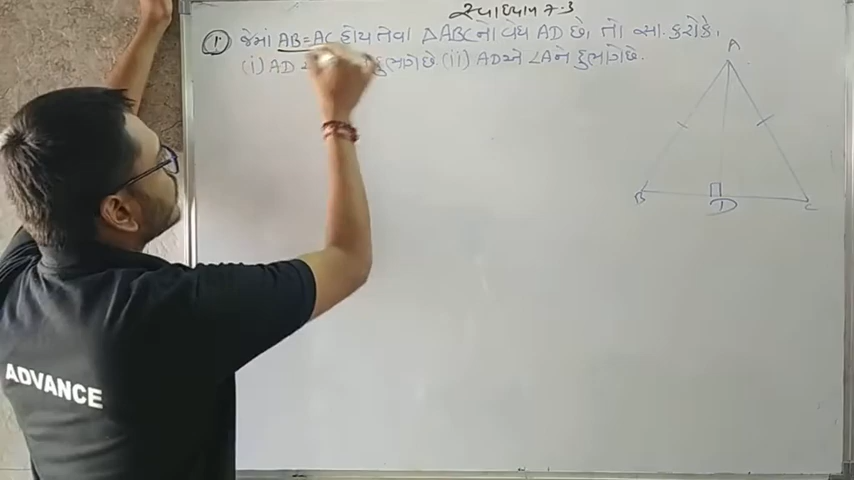 સ્વાધ્યાય 7.3
(1) જેમાં AB=AC હોય તેવા △ABC નો વેધ AD છે, તો સા. કરોકે,
(i) AD દુભાગેછે (ii) AD એ ∠A ને દુભાગેછે.
A
B
D
C
ADVANCE